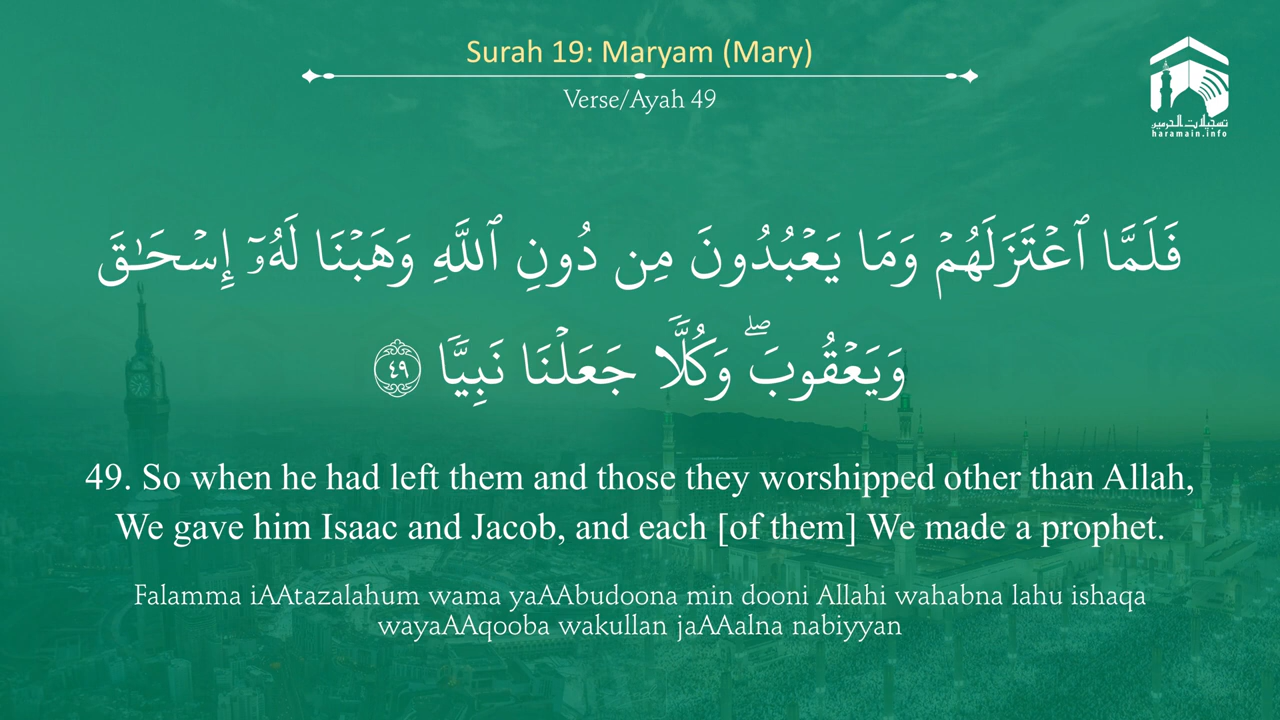 Surah 19: Maryam (Mary)
Verse/Ayah 49
تسجيلات الحرمين
haramain.info
فَلَمَّا ٱعْتَزَلَهُمْ وَمَا يَعْبُدُونَ مِن دُونِ ٱللَّهِ وَهَبْنَا لَهُۥٓ إِسْحَـٰقَ
وَيَعْقُوبَ ۖ وَكُلًّا جَعَلْنَا نَبِيًّا ٤٩
49. So when he had left them and those they worshipped other than Allah,
We gave him Isaac and Jacob, and each [of them] We made a prophet.
Falamma iAAtazalahum wama yaAAbudoona min dooni Allahi wahabna lahu ishaqa
wayaAAqooba wakullan jaAAalna nabiyyan